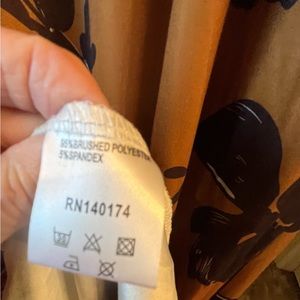 95%BRUSHED POLYESTER
5%SPANDEX
RN140174